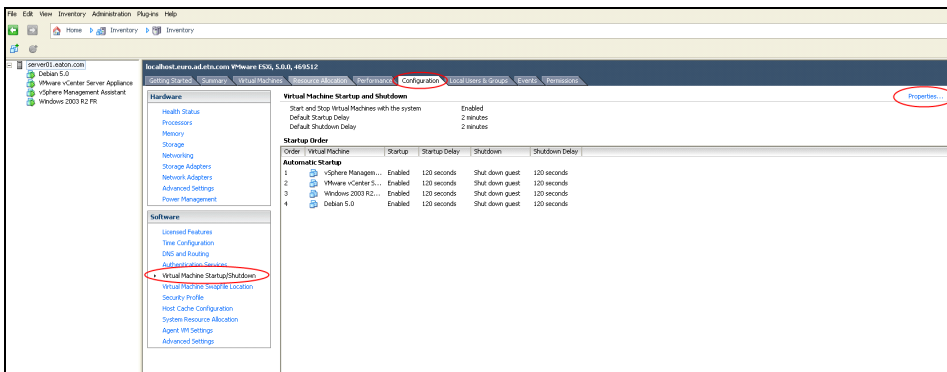 File Edit View Inventory Administration Plug-ins Help
Home Inventory Inventory
server01.eaton.com
Debian 5.0
VMware vCenter Server Appliance
vSphere Management Assistant
Windows 2003 R2 FR
localhost.euro.ad.etn.com VMware ESXi, 5.0.0, 469512
Getting Started Summary Virtual Machines Resource Allocation Performance Configuration Local Users & Groups Events Permissions
Hardware
Health Status
Processors
Memory
Storage
Networking
Storage Adapters
Network Adapters
Advanced Settings
Power Management
Software
Licensed Features
Time Configuration
DNS and Routing
Authentication Services
Virtual Machine Startup/Shutdown
Virtual Machine Swapfile Location
Security Profile
Host Cache Configuration
System Resource Allocation
Agent VM Settings
Advanced Settings
Virtual Machine Startup and Shutdown
Properties...
Start and Stop Virtual Machines with the system Enabled
Default Startup Delay 2 minutes
Default Shutdown Delay 2 minutes
Startup Order
Order Virtual Machine Startup Startup Delay Shutdown Shutdown Delay
Automatic Startup
1 vSphere Managem... Enabled 120 seconds Shut down guest 120 seconds
2 VMware vCenter S... Enabled 120 seconds Shut down guest 120 seconds
3 Windows 2003 R2... Enabled 120 seconds Shut down guest 120 seconds
4 Debian 5.0 Enabled 120 seconds Shut down guest 120 seconds